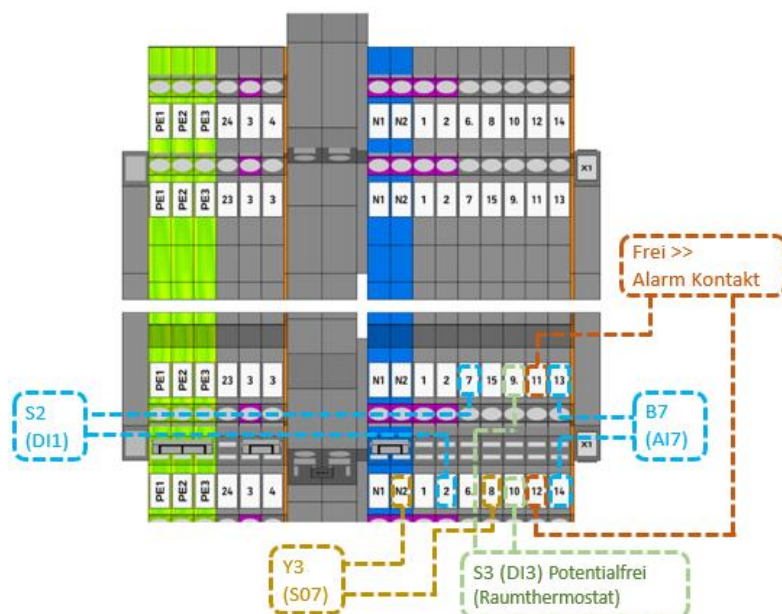 PE1 PE2 PE3 24 3 4 N1 N2 1 2 6. 8 10 12 14
X1
PE1 PE2 PE3 23 3 3 N1 N2 1 2 7 15 9. 11 13
Frei >>
Alarm Kontakt
PE1 PE2 PE3 23 3 3 N1 N2 1 2 7 15 9. 11 13
S2
(DI1)
B7
(AI7)
X1
PE1 PE2 PE3 24 3 4 N1 N2 1 2 6. 8 10 12 14
Y3
(S07)
S3 (DI3) Potentialfrei
(Raumthermostat)